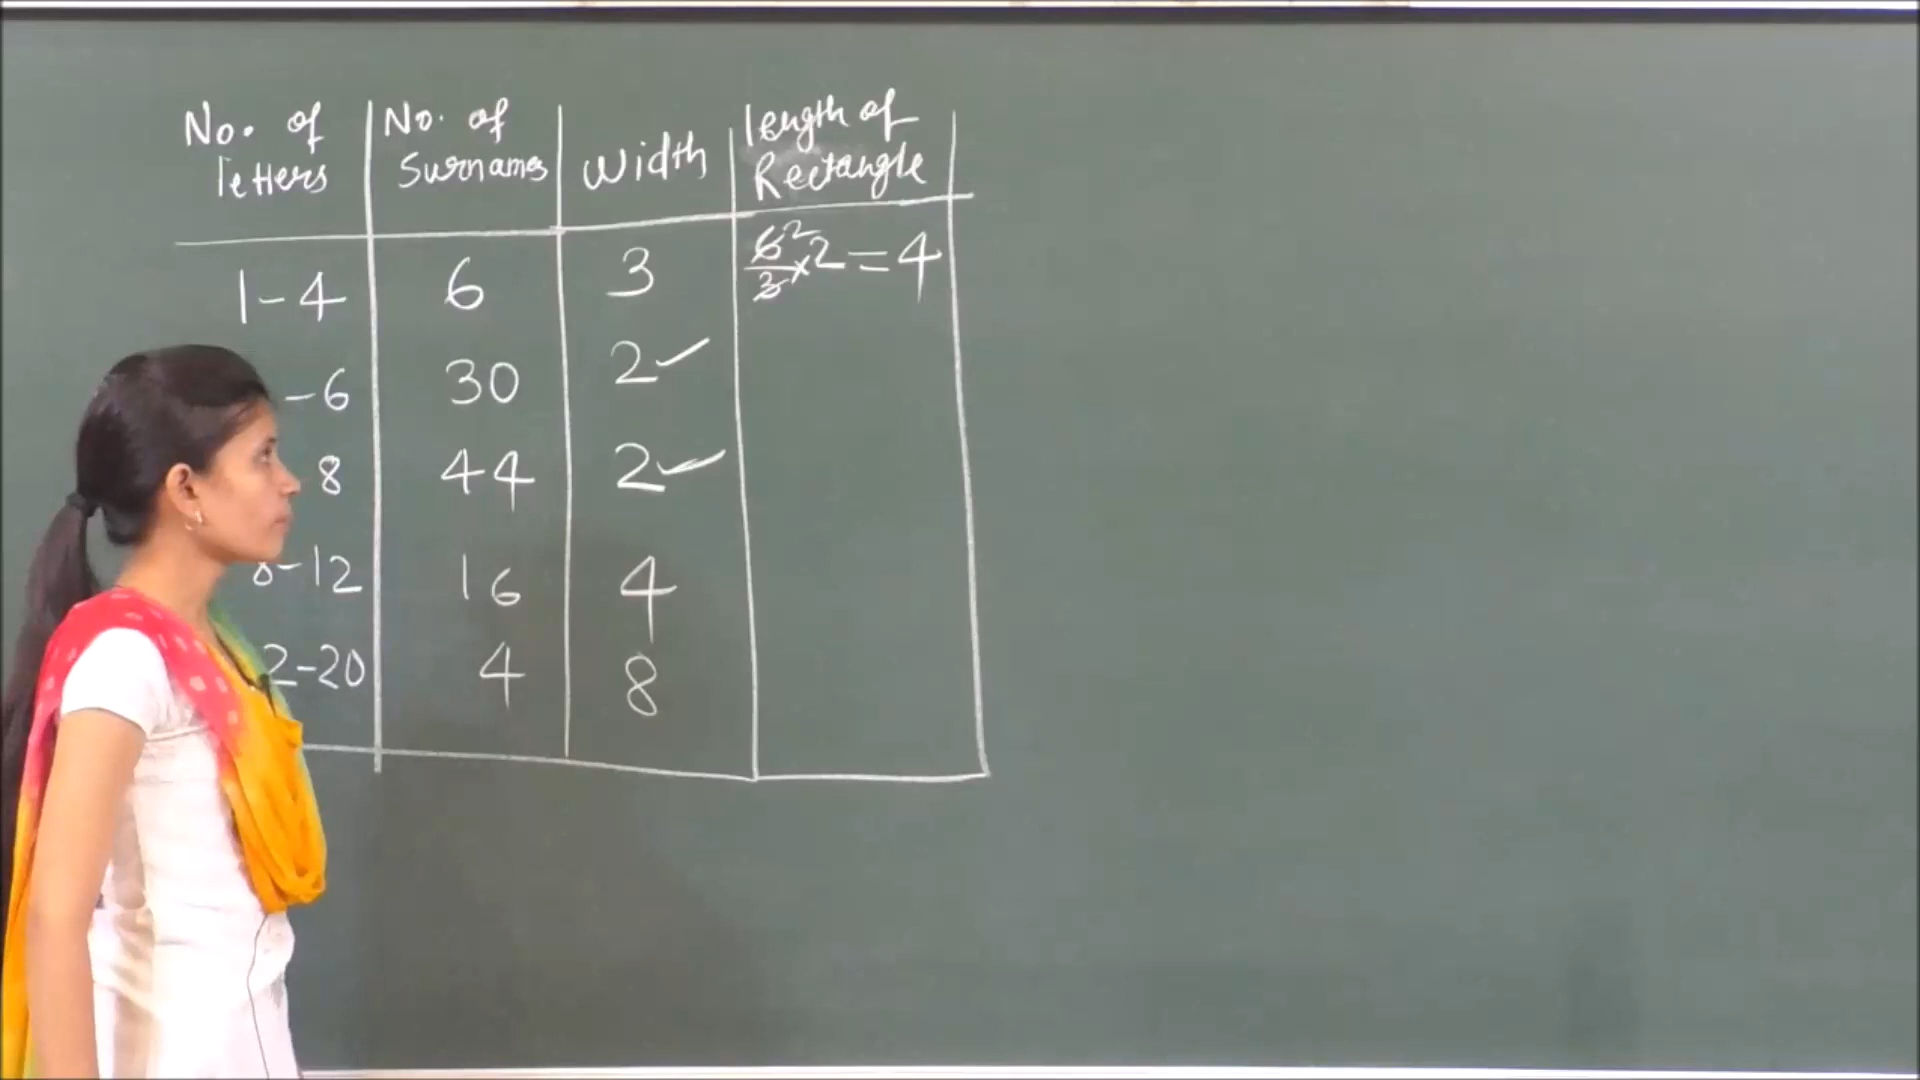 No. of letters | No. of Surnames | Width | length of Rectangle
1-4 | 6 | 3 | 6/3 2 × 2 = 4
-6 | 30 | 2 ✓
8 | 44 | 2 ✓
-12 | 16 | 4
2-20 | 4 | 8